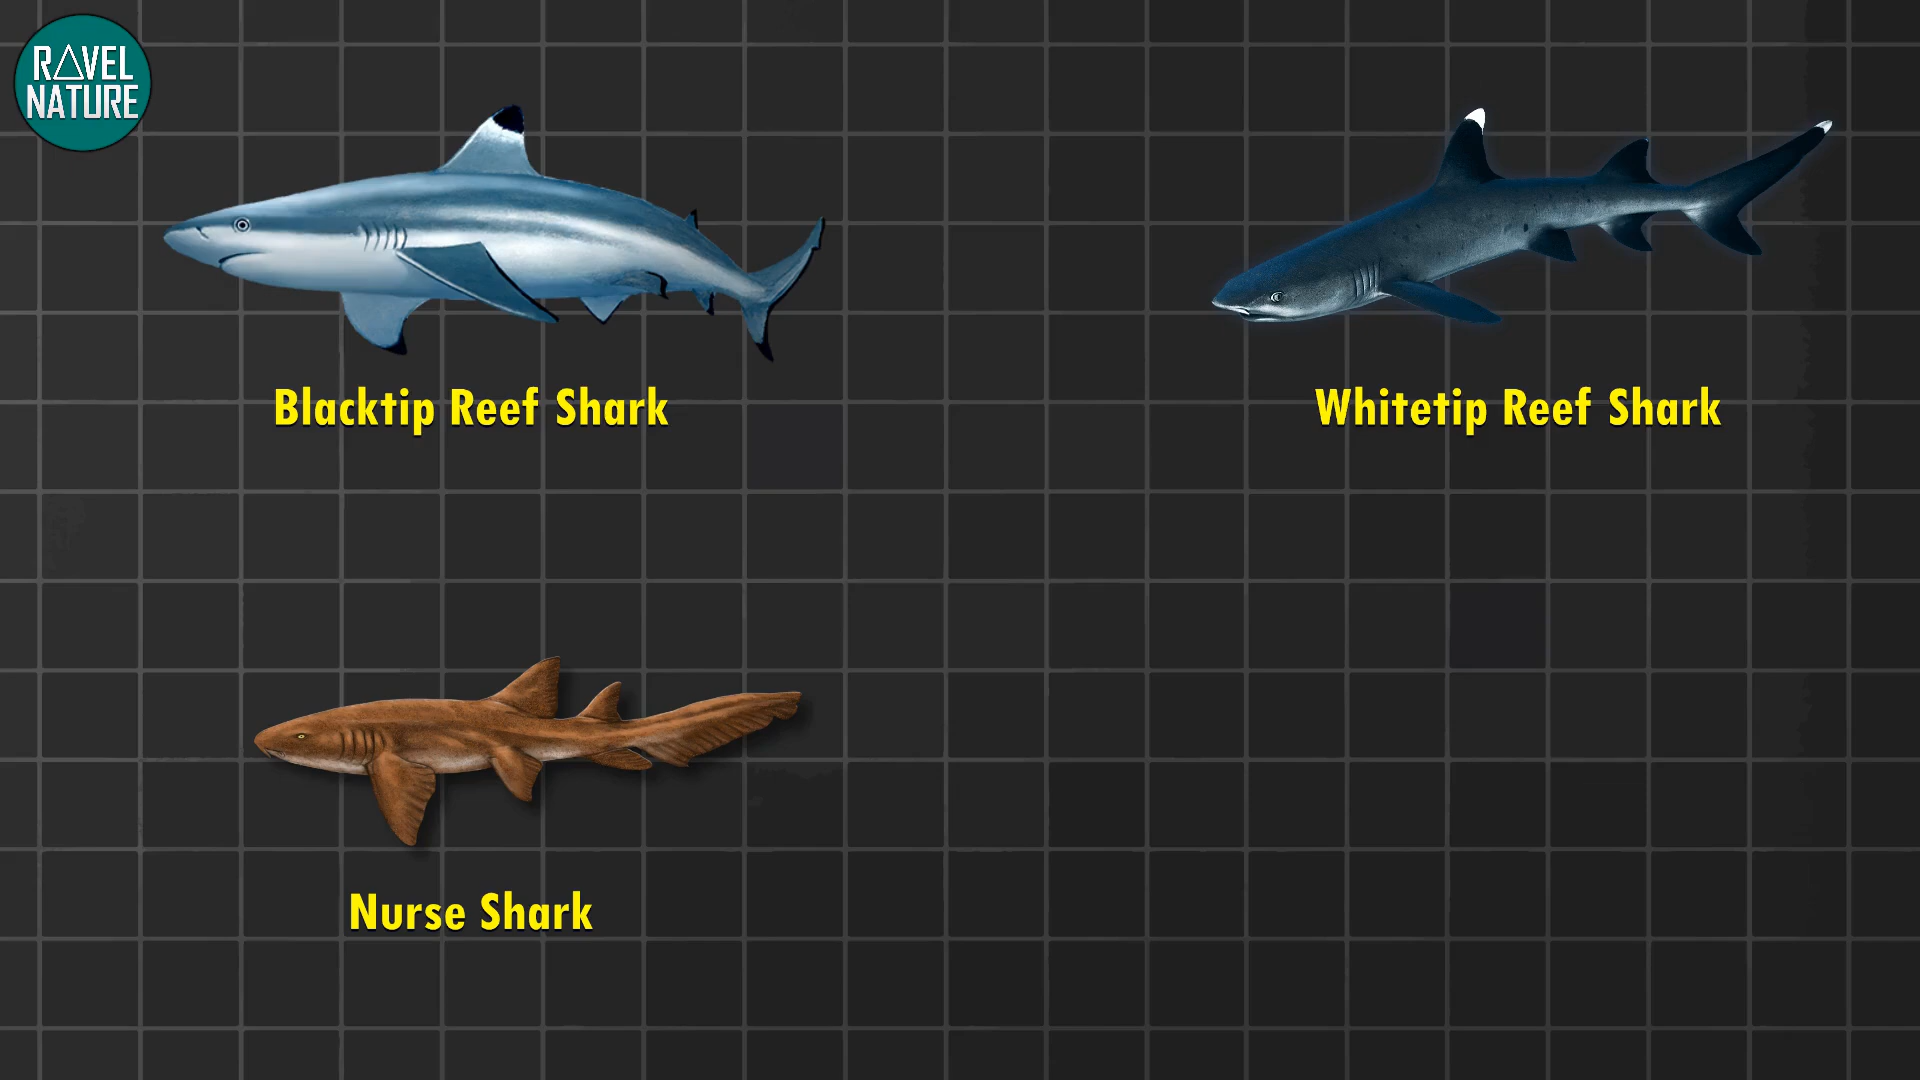 RAVEL
NATURE
Blacktip Reef Shark
Whitetip Reef Shark
Nurse Shark